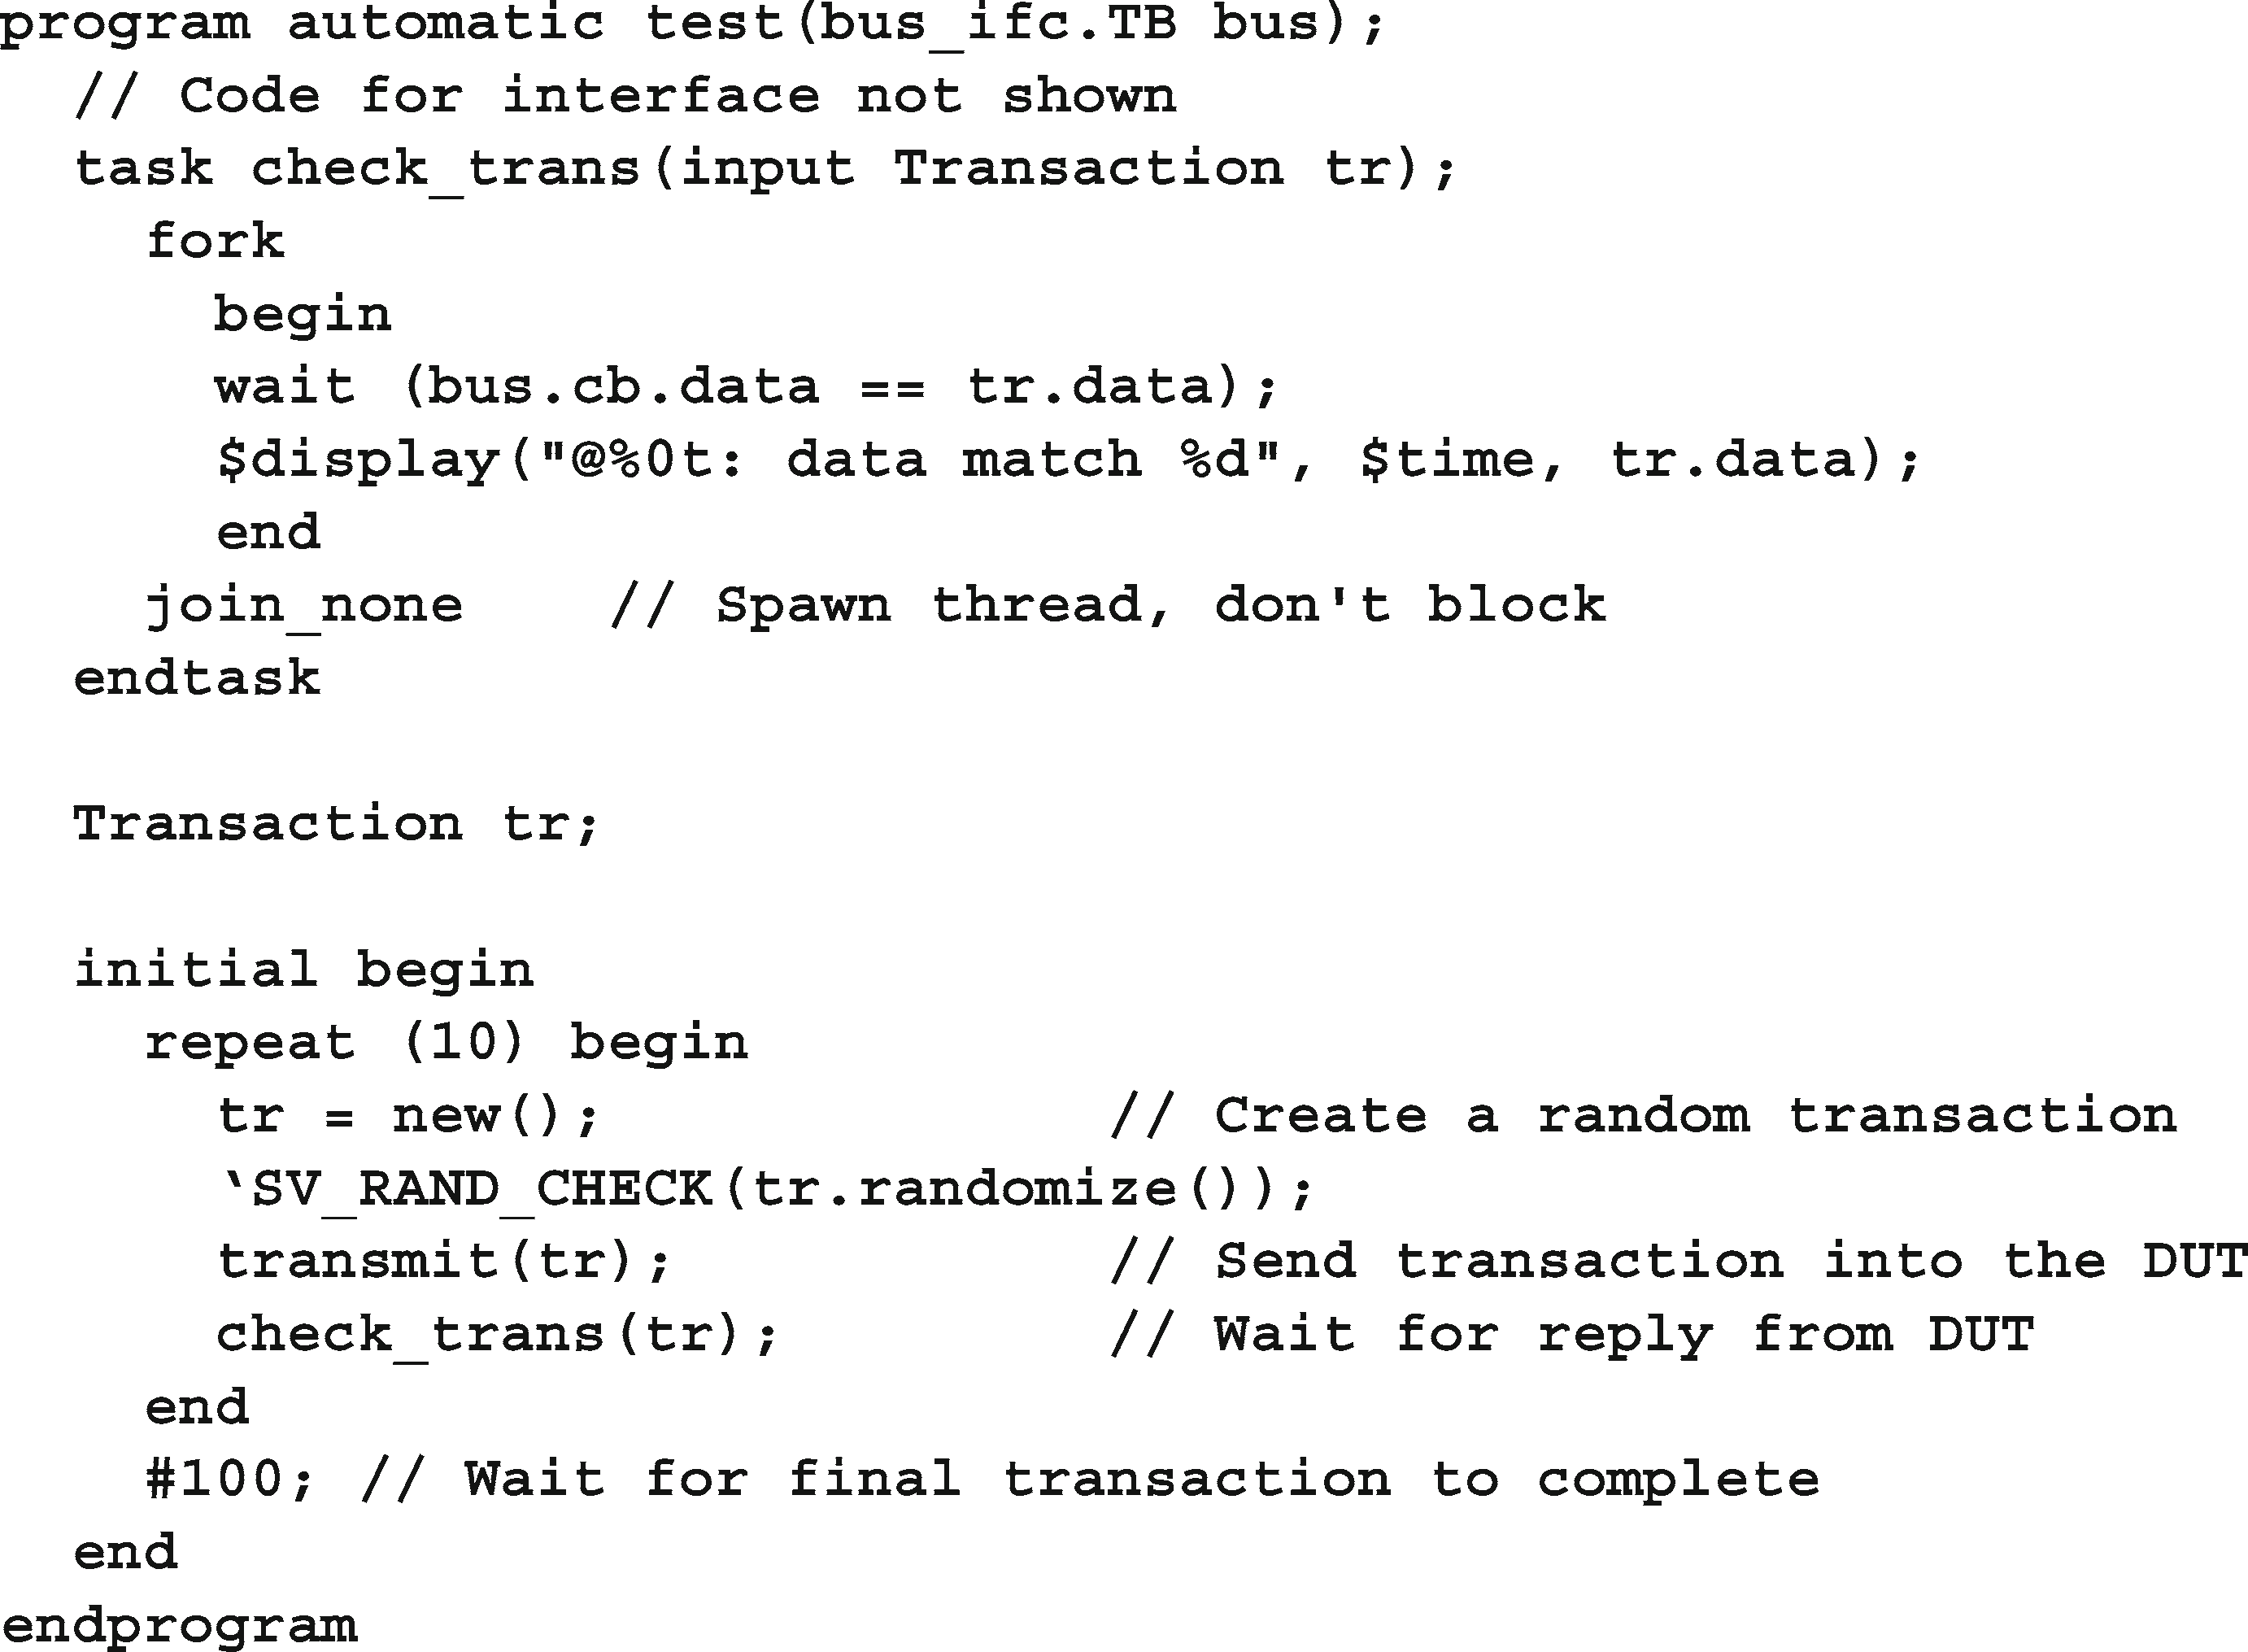 program automatic test(bus_ifc.TB bus);
  // Code for interface not shown
  task check_trans(input Transaction tr);
    fork
      begin
      wait (bus.cb.data == tr.data);
      $display("@%0t: data match %d", $time, tr.data);
      end
    join_none    // Spawn thread, don't block
  endtask
  Transaction tr;
  initial begin
    repeat (10) begin
      tr = new();               // Create a random transaction
      ‘SV_RAND_CHECK(tr.randomize());
      transmit(tr);             // Send transaction into the DUT
      check_trans(tr);          // Wait for reply from DUT
    end
    #100; // Wait for final transaction to complete
  end
endprogram